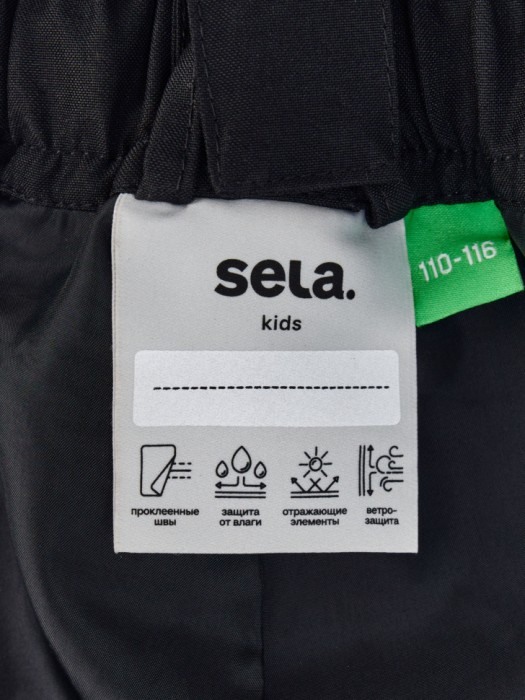 sela.
kids
110-116
проклеенные
швы
защита
от влаги
отражающие
элементы
ветро-
защита